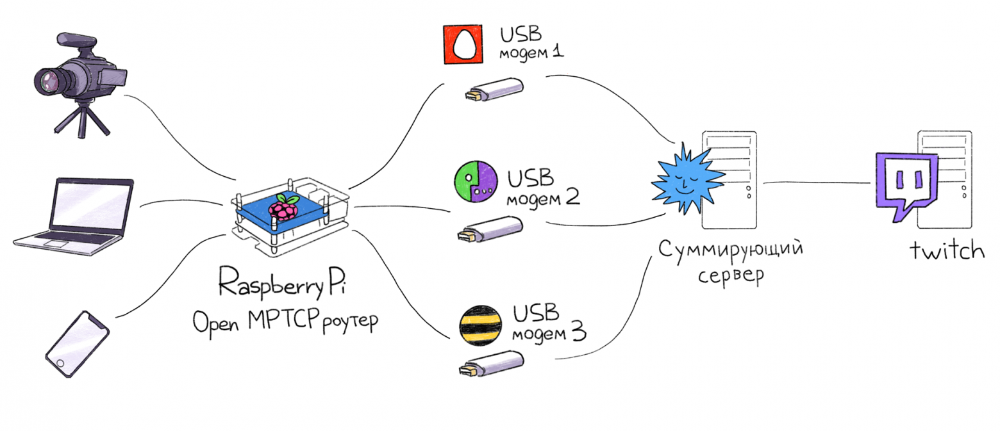 USB
модем 1
USB
модем 2
USB
модем 3
Raspberry Pi
Open MPTCP роутер
Суммирующий
сервер
twitch